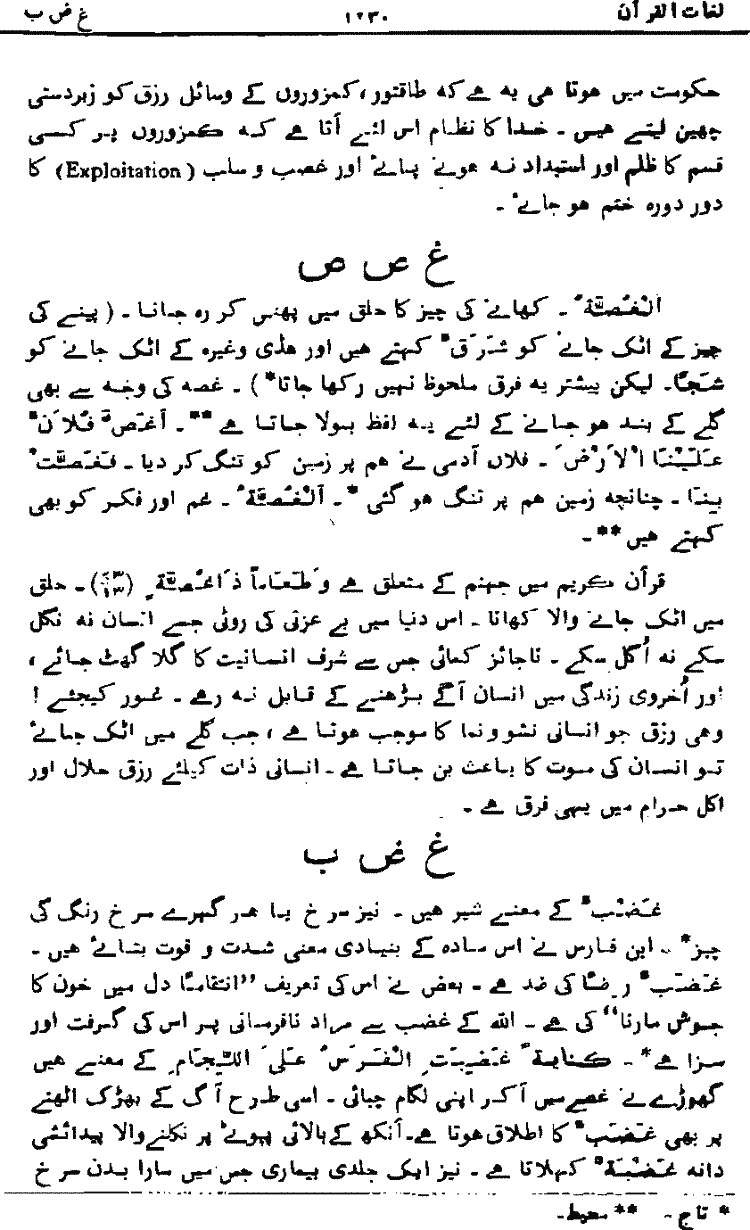 لغات القرآن ۱۲۳۰ غ ض ب
حکومت میں ہوتا ہی یہ ہے کہ طاقتور، کمزوروں کے وسائل رزق کو زبردستی
چھین لیتے ہیں ۔ خدا کا نظام اس لئے آتا ہے کہ کمزوروں پر کسی
قسم کا ظلم اور استبداد نہ ہونے پائے اور غصب و سلب (Exploitation) کا
دور دورہ ختم ہو جائے ۔
غ ص ص
اَلْغُصَّةُ ۔ کھانے کی چیز کا حلق میں پھنس کر رہ جانا ۔ ( پینے کی
چیز کے اٹک جانے کو شَرَقٌ کہتے ہیں اور ہڈی وغیرہ کے اٹک جانے کو
شَجًا۔ لیکن بیشتر یہ فرق ملحوظ نہیں رکھا جاتا* ) ۔ غصہ کی وجہ سے بھی
گلے کے بند ہو جانے کے لئے یہ لفظ بولا جاتا ہے ** ۔ اَغَصَّ فُلَانٌ
عَلَيْنَا الْاَرْضَ ۔ فلاں آدمی نے ہم پر زمین کو تنگ کر دیا ۔ فَغَصَّتْ
بِنَا ۔ چنانچہ زمین ہم پر تنگ ہو گئی * ۔ اَلْغُصَّةُ ۔ غم اور فکر کو بھی
کہتے ہیں ** ۔
قرآن کریم میں جہنم کے متعلق ہے وَ طَعَاماً ذَاغُصَّةٍ (۷۳/۱۳) ۔ حلق
میں اٹک جانے والا کھانا ۔ اس دنیا میں بے عزتی کی روٹی جسے انسان نہ نگل
سکے نہ اُگل سکے ۔ ناجائز کمائی جس سے شرف انسانیت کا گلا گھٹ جائے ،
اور اُخروی زندگی میں انسان آگے بڑھنے کے قابل نہ رہے ۔ غور کیجئے !
وہی رزق جو انسانی نشو و نما کا موجب ہوتا ہے ، جب گلے میں اٹک جائے
تو انسان کی موت کا باعث بن جاتا ہے ۔ انسانی ذات کیلئے رزق حلال اور
اکل حرام میں یہی فرق ہے ۔
غ ض ب
غَضْبٌ کے معنے شیر ہیں ۔ نیز سرخ یا ہر گہرے سرخ رنگ کی
چیز* ۔ ابن فارس نے اس مادہ کے بنیادی معنی شدت و قوت بتائے ہیں ۔
غَضَبٌ رِضًا کی ضد ہے ۔ بعض نے اس کی تعریف ”انتقاماً دل میں خون کا
جوش مارنا“ کی ہے ۔ اللہ کے غضب سے مراد نافرمانی پر اس کی گرفت اور
سزا ہے* ۔ کنایۃً غَضِبَتِ الْفَرَسُ عَلَی اللِّجَامِ کے معنے ہیں
گھوڑے نے غصے میں آ کر اپنی لگام چبائی ۔ اسی طرح آگ کے بھڑک اٹھنے
پر بھی غَضَبٌ کا اطلاق ہوتا ہے۔ آنکھ کے بالائی پپوٹے پر نکلنے والا پیدائشی
دانہ غَضْبَةٌ کہلاتا ہے ۔ نیز ایک جلدی بیماری جس میں سارا بدن سرخ
* تاج ۔ ** محیط۔